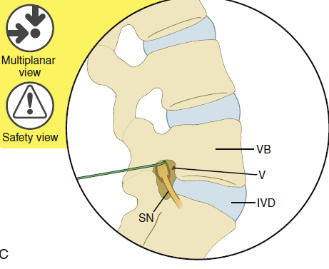 Multiplanar
view
Safety view
VB
V
IVD
SN
C